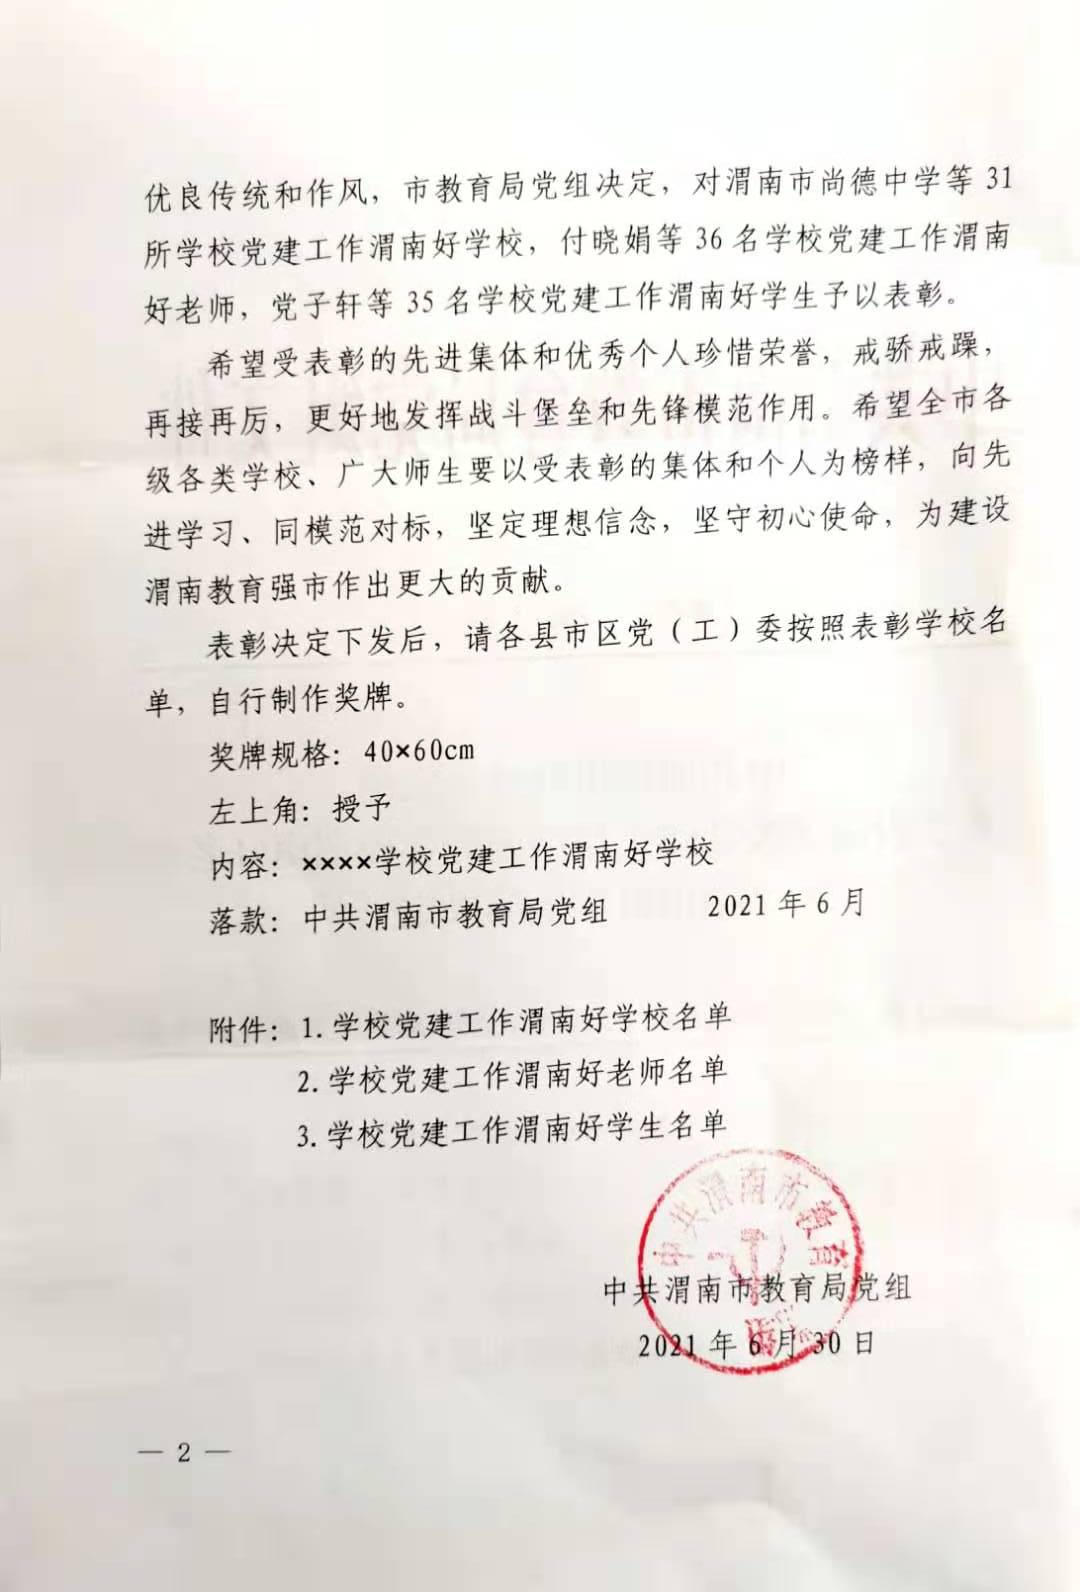 优良传统和作风，市教育局党组决定，对渭南市尚德中学等31
所学校党建工作渭南好学校，付晓娟等36名学校党建工作渭南
好老师，党子轩等35名学校党建工作渭南好学生予以表彰。
希望受表彰的先进集体和优秀个人珍惜荣誉，戒骄戒躁，
再接再厉，更好地发挥战斗堡垒和先锋模范作用。希望全市各
级各类学校、广大师生要以受表彰的集体和个人为榜样，向先
进学习、同模范对标，坚定理想信念，坚守初心使命，为建设
渭南教育强市作出更大的贡献。
表彰决定下发后，请各县市区党（工）委按照表彰学校名
单，自行制作奖牌。
奖牌规格：40×60cm
左上角：授予
内容：××××学校党建工作渭南好学校
落款：中共渭南市教育局党组 2021年6月
附件：1.学校党建工作渭南好学校名单
2.学校党建工作渭南好老师名单
3.学校党建工作渭南好学生名单
中共渭南市教育
中共渭南市教育局党组
2021年6月30日
— 2 —